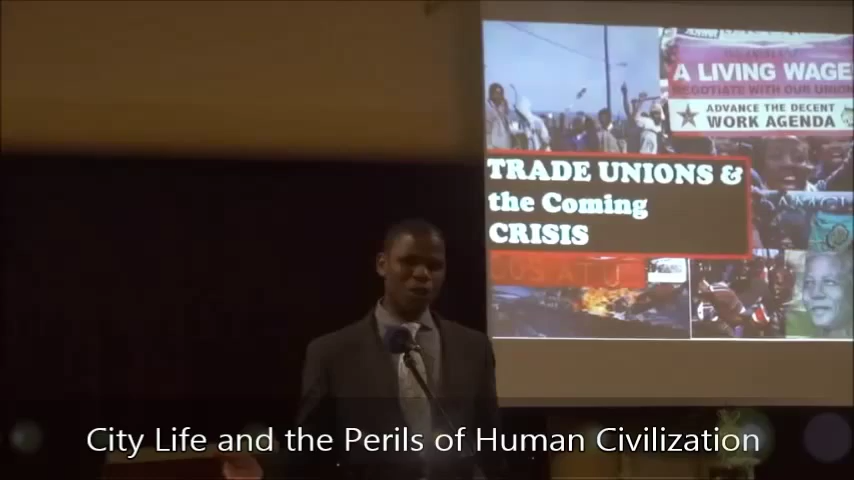 A LIVING WAGE
NEGOTIATE WITH OUR UNION
ADVANCE THE DECENT
WORK AGENDA
TRADE UNIONS &
the Coming
CRISIS
COSATU
City Life and the Perils of Human Civilization